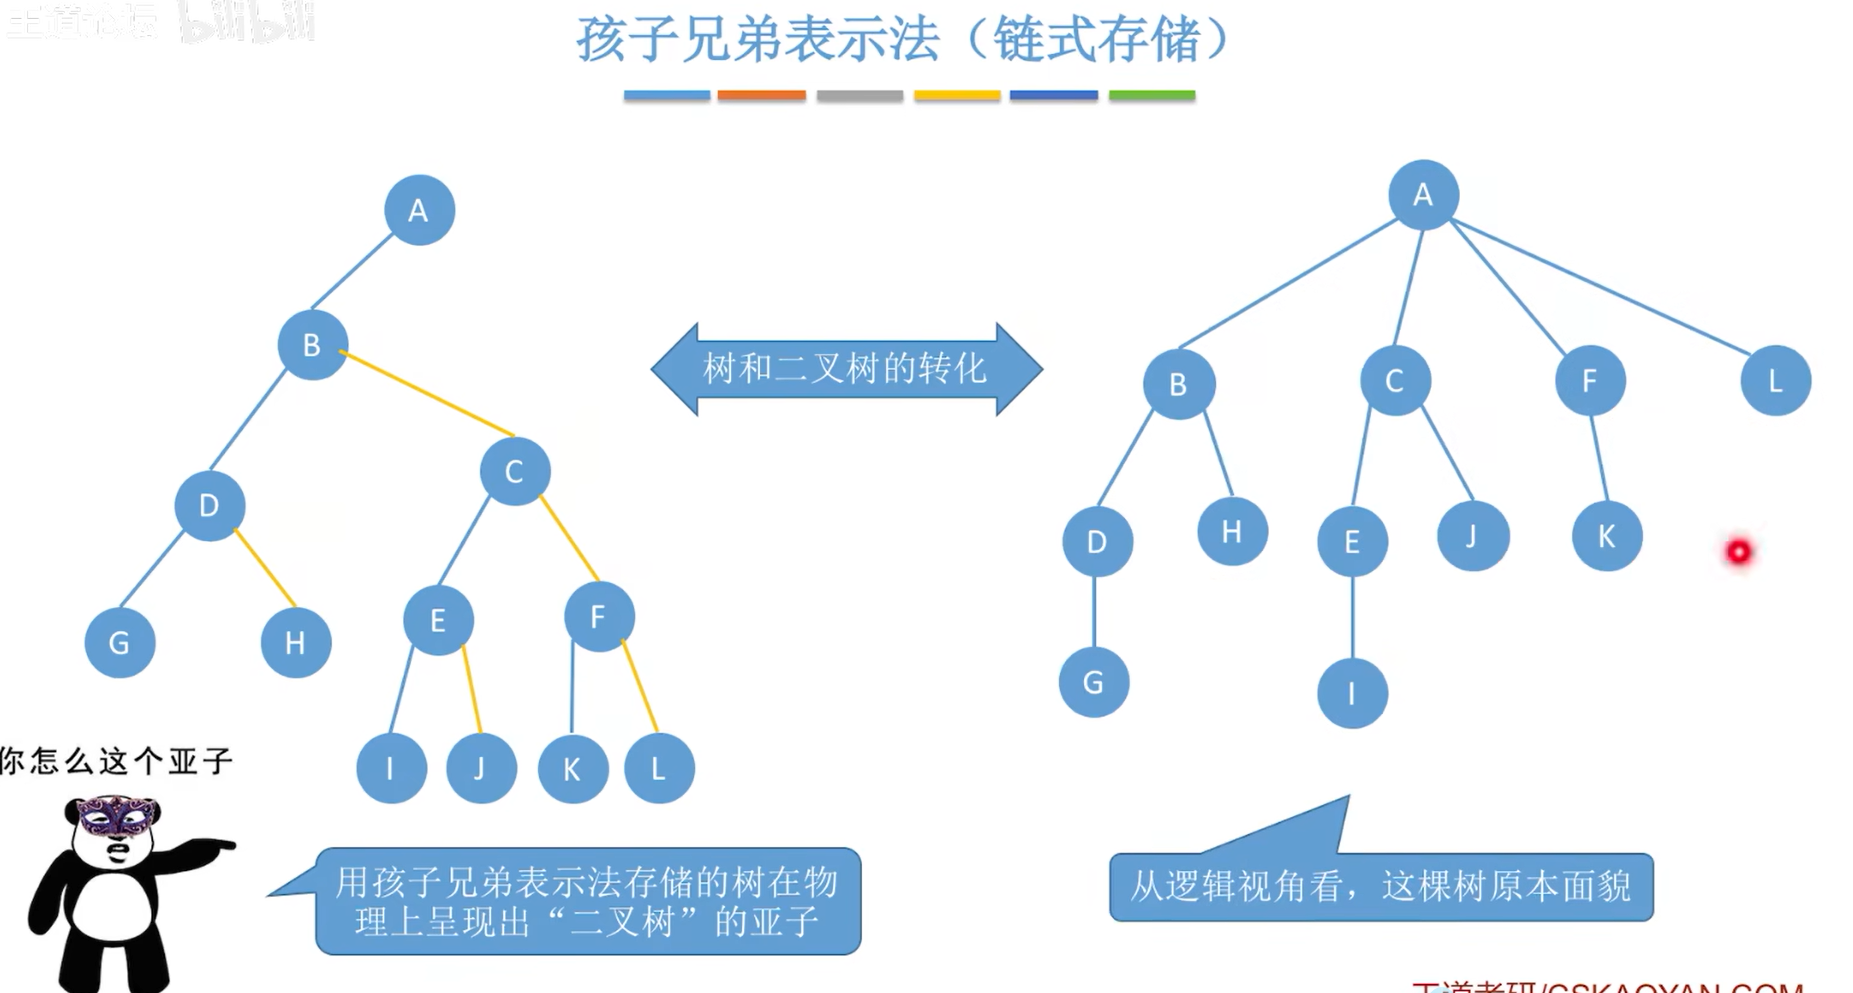 王道论坛 bilibili
孩子兄弟表示法（链式存储）
A
B
C
D
E
F
G
H
I
J
K
L
树和二叉树的转化
A
B
C
F
L
D
H
E
J
K
G
I
你怎么这个亚子
用孩子兄弟表示法存储的树在物
理上呈现出“二叉树”的亚子
从逻辑视角看，这棵树原本面貌
王道考研/CSKAOYAN.COM